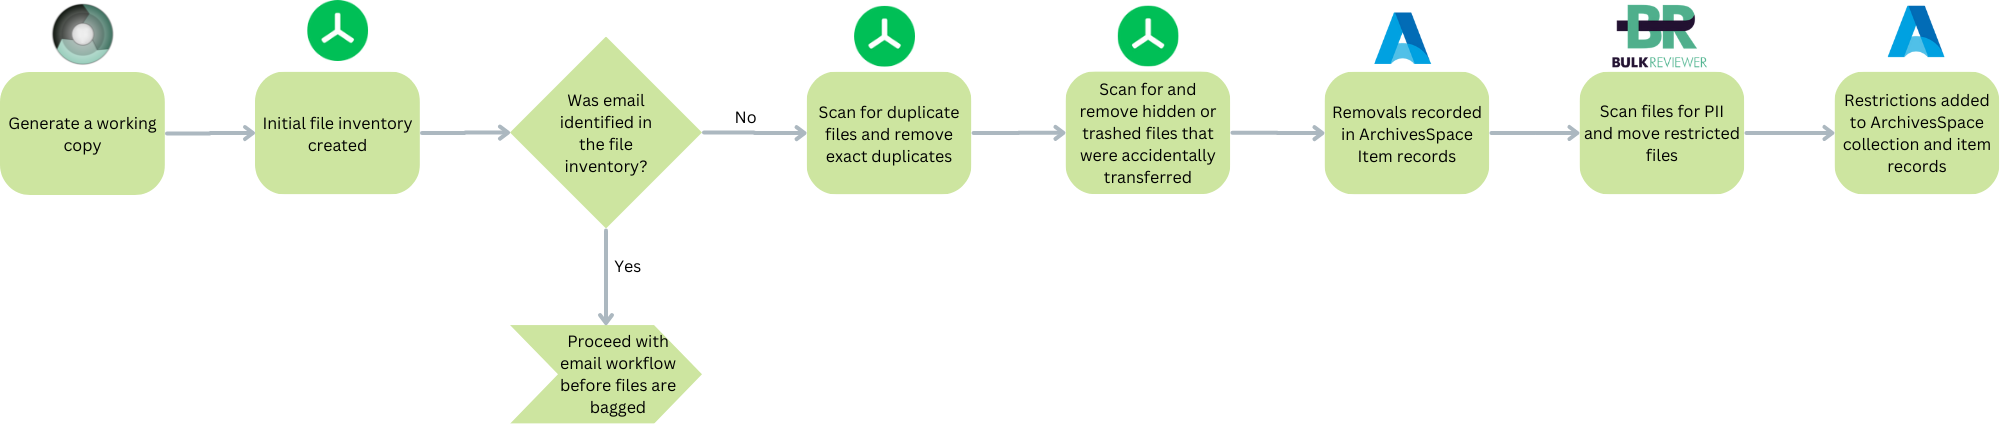 Generate a working
copy
Initial file inventory
created
Was email
identified in
the file
inventory?
No
Yes
Proceed with
email workflow
before files are
bagged
Scan for duplicate
files and remove
exact duplicates
Scan for and
remove hidden or
trashed files that
were accidentally
transferred
Removals recorded
in ArchivesSpace
Item records
BR
BULKREVIEWER
Scan files for PII
and move restricted
files
Restrictions added
to ArchivesSpace
collection and item
records